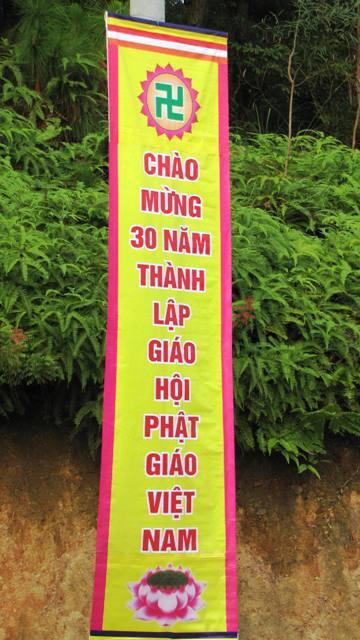 CHÀO
MỪNG
30 NĂM
THÀNH
LẬP
GIÁO
HỘI
PHẬT
GIÁO
VIỆT
NAM